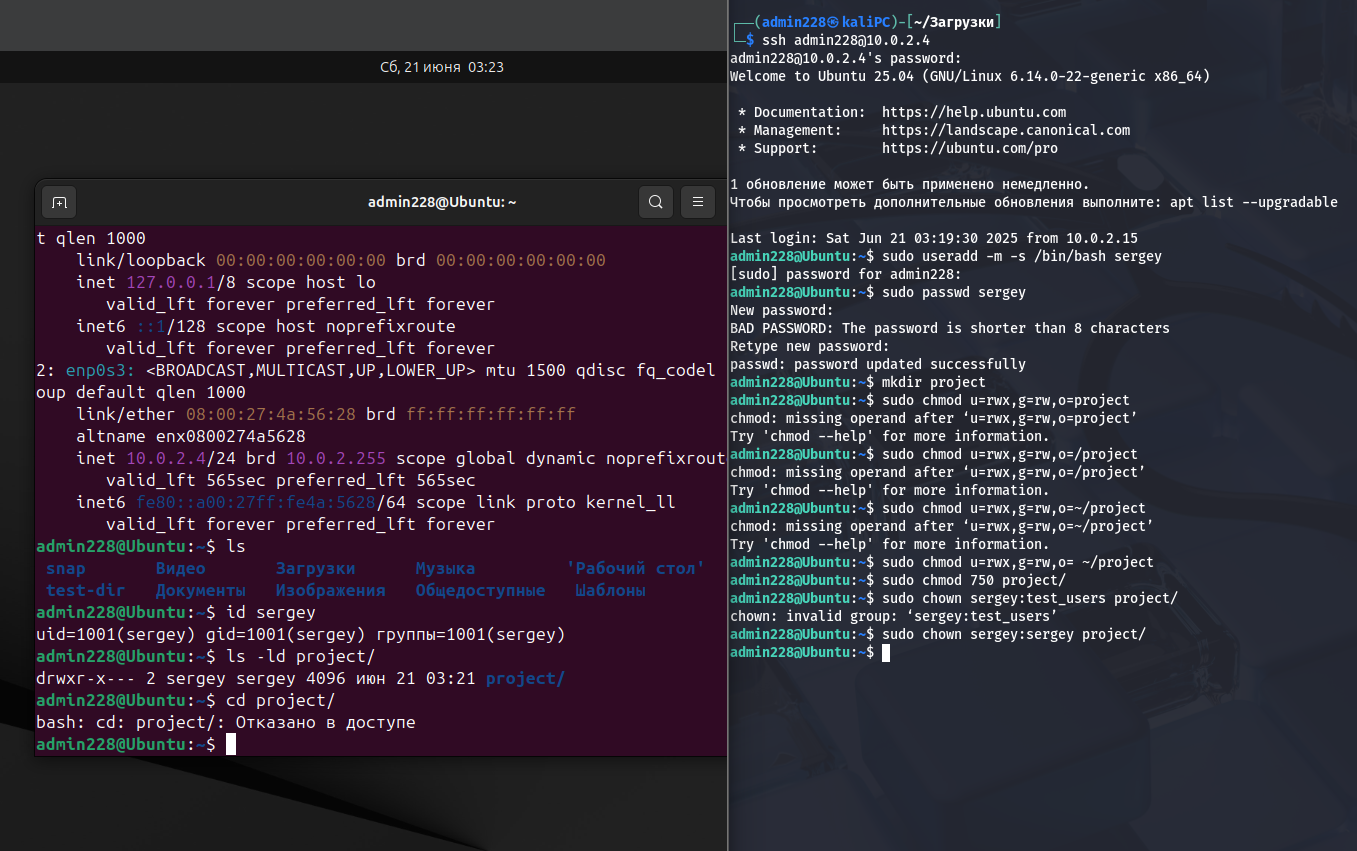 Сб, 21 июня 03:23
admin228@Ubuntu: ~
t qlen 1000
    link/loopback 00:00:00:00:00:00 brd 00:00:00:00:00:00
    inet 127.0.0.1/8 scope host lo
       valid_lft forever preferred_lft forever
    inet6 ::1/128 scope host noprefixroute
       valid_lft forever preferred_lft forever
2: enp0s3: <BROADCAST,MULTICAST,UP,LOWER_UP> mtu 1500 qdisc fq_codel
oup default qlen 1000
    link/ether 08:00:27:4a:56:28 brd ff:ff:ff:ff:ff:ff
    altname enx0800274a5628
    inet 10.0.2.4/24 brd 10.0.2.255 scope global dynamic noprefixrout
       valid_lft 565sec preferred_lft 565sec
    inet6 fe80::a00:27ff:fe4a:5628/64 scope link proto kernel_ll
       valid_lft forever preferred_lft forever
admin228@Ubuntu:~$ ls
 snap       Видео       Загрузки      Музыка         'Рабочий стол'
 test-dir   Документы   Изображения   Общедоступные   Шаблоны
admin228@Ubuntu:~$ id sergey
uid=1001(sergey) gid=1001(sergey) группы=1001(sergey)
admin228@Ubuntu:~$ ls -ld project/
drwxr-x--- 2 sergey sergey 4096 июн 21 03:21 project/
admin228@Ubuntu:~$ cd project/
bash: cd: project/: Отказано в доступе
admin228@Ubuntu:~$
┌──(admin228㉿kaliPC)-[~/Загрузки]
└─$ ssh admin228@10.0.2.4
admin228@10.0.2.4's password:
Welcome to Ubuntu 25.04 (GNU/Linux 6.14.0-22-generic x86_64)
 * Documentation:  https://help.ubuntu.com
 * Management:     https://landscape.canonical.com
 * Support:        https://ubuntu.com/pro
1 обновление может быть применено немедленно.
Чтобы просмотреть дополнительные обновления выполните: apt list --upgradable
Last login: Sat Jun 21 03:19:30 2025 from 10.0.2.15
admin228@Ubuntu:~$ sudo useradd -m -s /bin/bash sergey
[sudo] password for admin228:
admin228@Ubuntu:~$ sudo passwd sergey
New password:
BAD PASSWORD: The password is shorter than 8 characters
Retype new password:
passwd: password updated successfully
admin228@Ubuntu:~$ mkdir project
admin228@Ubuntu:~$ sudo chmod u=rwx,g=rw,o=project
chmod: missing operand after ‘u=rwx,g=rw,o=project’
Try 'chmod --help' for more information.
admin228@Ubuntu:~$ sudo chmod u=rwx,g=rw,o=/project
chmod: missing operand after ‘u=rwx,g=rw,o=/project’
Try 'chmod --help' for more information.
admin228@Ubuntu:~$ sudo chmod u=rwx,g=rw,o=~/project
chmod: missing operand after ‘u=rwx,g=rw,o=~/project’
Try 'chmod --help' for more information.
admin228@Ubuntu:~$ sudo chmod u=rwx,g=rw,o= ~/project
admin228@Ubuntu:~$ sudo chmod 750 project/
admin228@Ubuntu:~$ sudo chown sergey:test_users project/
chown: invalid group: ‘sergey:test_users’
admin228@Ubuntu:~$ sudo chown sergey:sergey project/
admin228@Ubuntu:~$